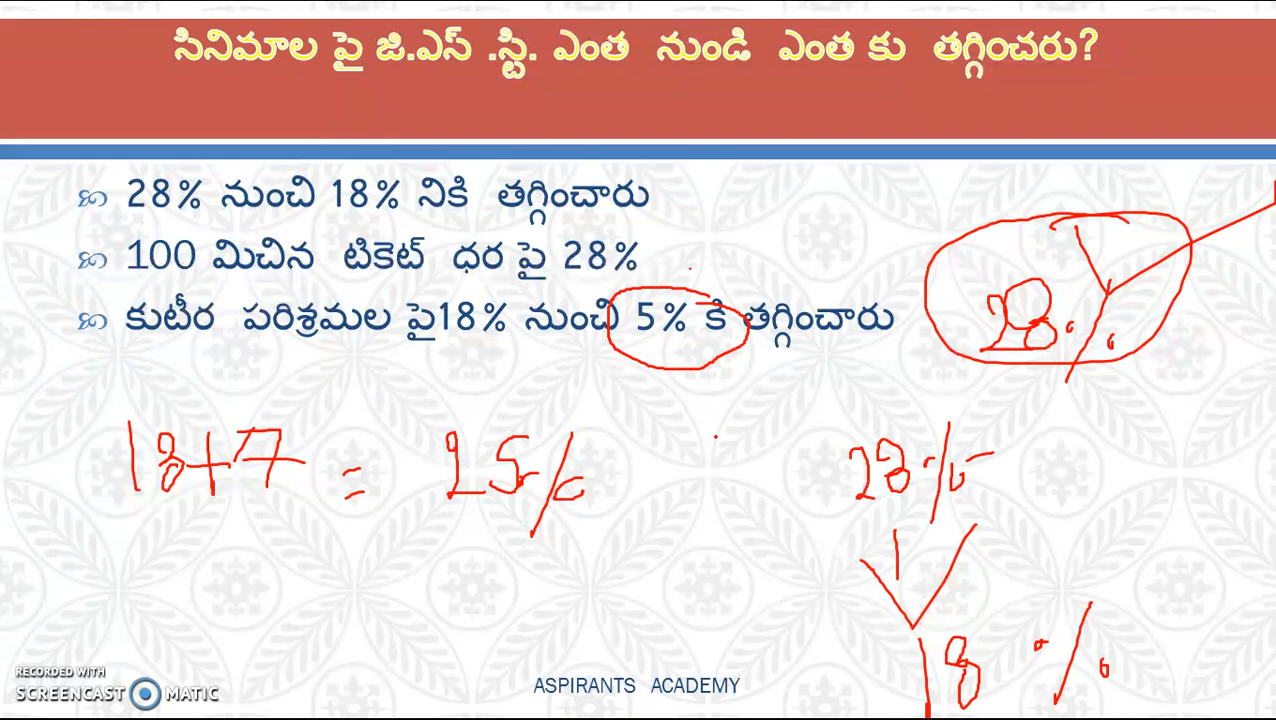 సినిమాల పై జి.ఎస్ .స్టి. ఎంత నుండి ఎంత కు తగ్గించరు?
28% నుంచి 18% నికి తగ్గించారు
100 మిచిన టికెట్ ధర పై 28%
కుటీర పరిశ్రమల పై18% నుంచి 5% కి తగ్గించారు
28%
18+7 = 25%
28%
18 %
RECORDED WITH
SCREENCAST MATIC
ASPIRANTS ACADEMY